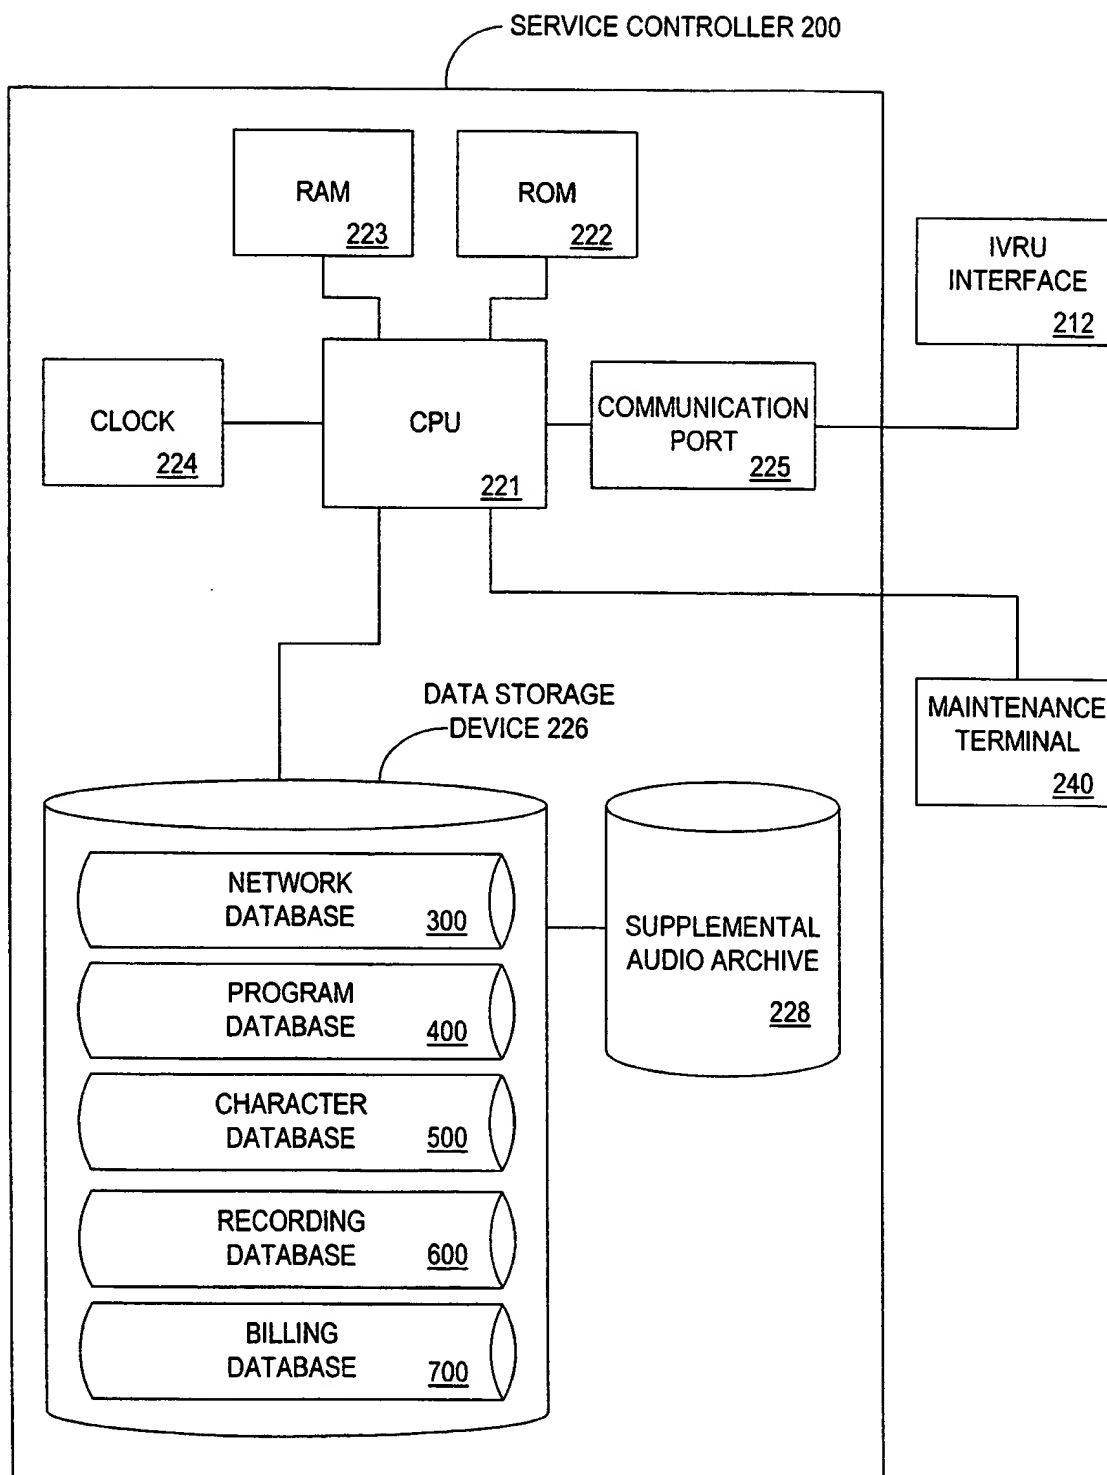 SERVICE CONTROLLER 200
RAM
223
ROM
222
IVRU
INTERFACE
212
CLOCK
224
CPU
221
COMMUNICATION
PORT
225
DATA STORAGE
DEVICE 226
MAINTENANCE
TERMINAL
240
NETWORK
DATABASE
300
PROGRAM
DATABASE
400
CHARACTER
DATABASE
500
RECORDING
DATABASE
600
BILLING
DATABASE
700
SUPPLEMENTAL
AUDIO ARCHIVE
228